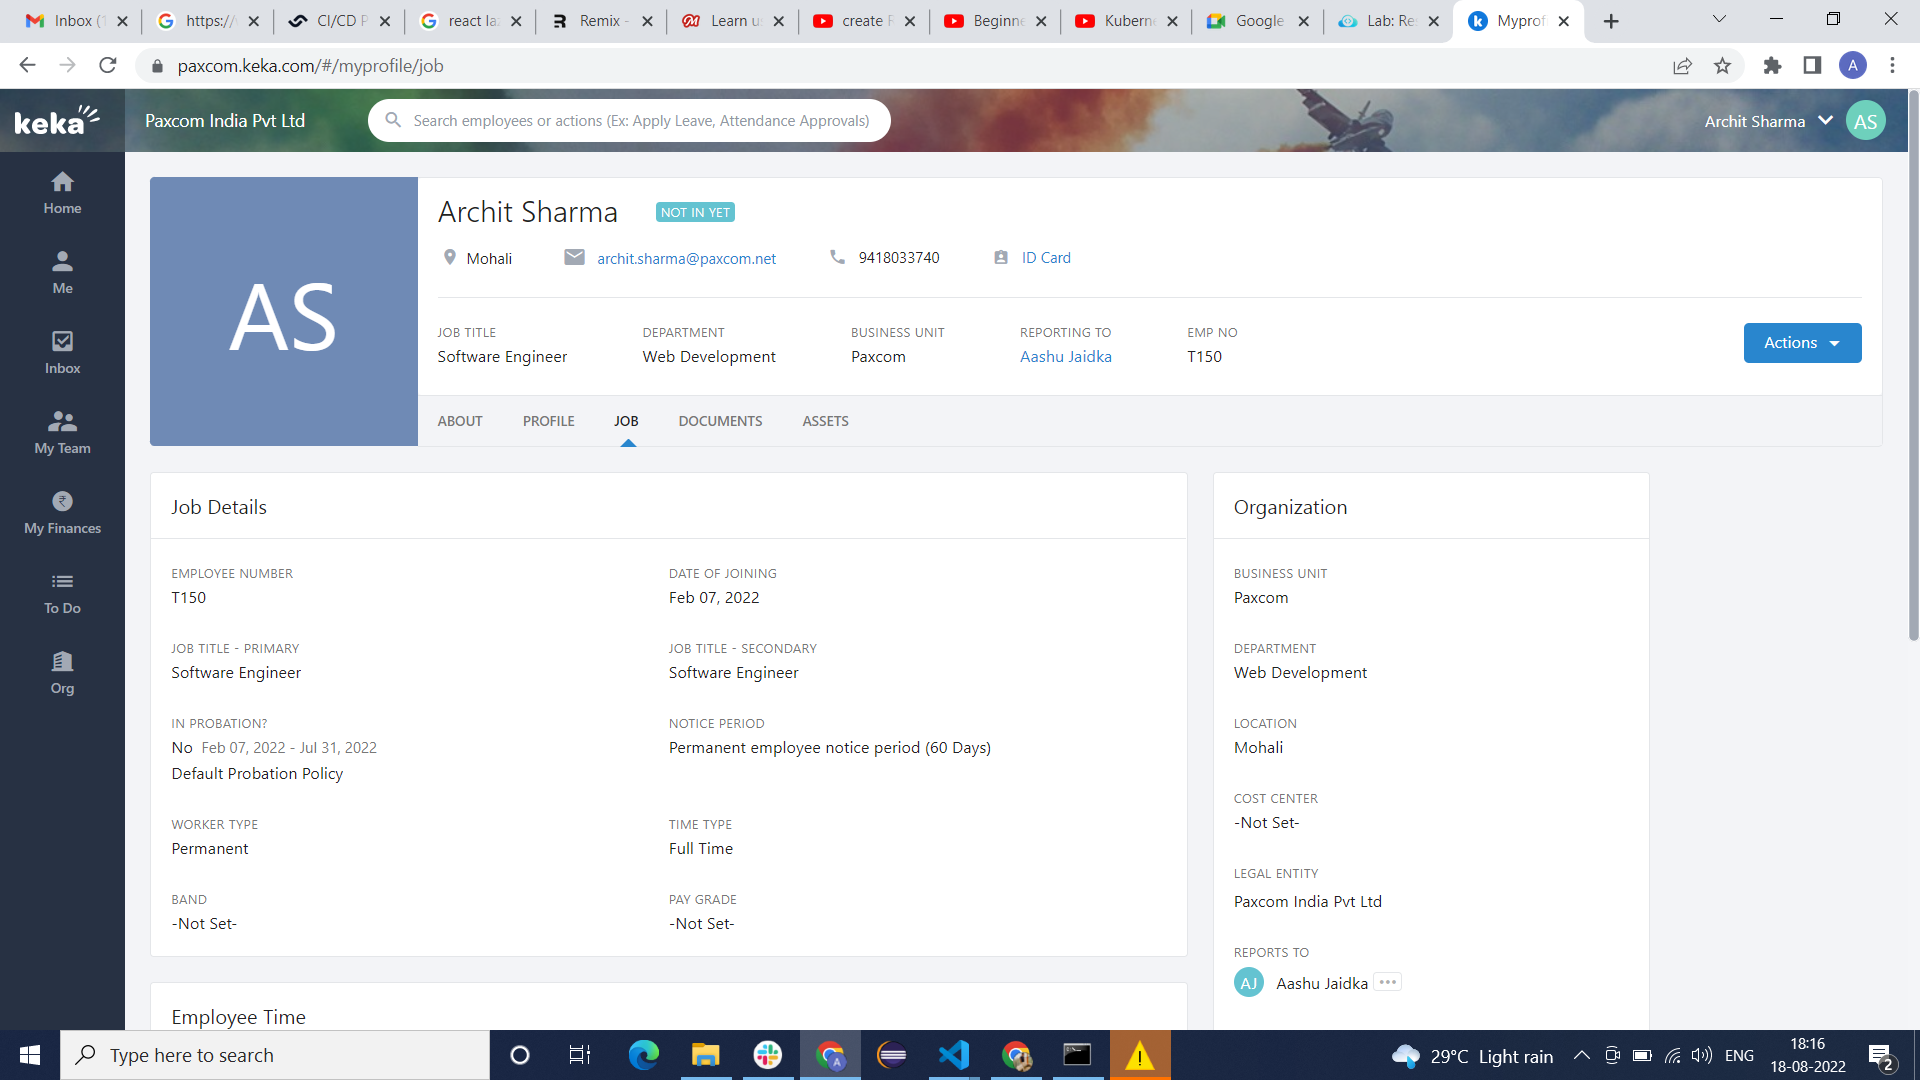 Inbox (1
https://
CI/CD P
react la
Remix -
Learn u
create R
Beginne
Kuberne
Google
Lab: Re
Myprof
paxcom.keka.com/#/myprofile/job
A
keka
Paxcom India Pvt Ltd
Search employees or actions (Ex: Apply Leave, Attendance Approvals)
Archit Sharma
AS
Home
Me
Inbox
My Team
My Finances
To Do
Org
AS
Archit Sharma
NOT IN YET
Mohali
archit.sharma@paxcom.net
9418033740
ID Card
JOB TITLE
Software Engineer
DEPARTMENT
Web Development
BUSINESS UNIT
Paxcom
REPORTING TO
Aashu Jaidka
EMP NO
T150
Actions
ABOUT
PROFILE
JOB
DOCUMENTS
ASSETS
Job Details
EMPLOYEE NUMBER
T150
DATE OF JOINING
Feb 07, 2022
JOB TITLE - PRIMARY
Software Engineer
JOB TITLE - SECONDARY
Software Engineer
IN PROBATION?
No Feb 07, 2022 - Jul 31, 2022
Default Probation Policy
NOTICE PERIOD
Permanent employee notice period (60 Days)
WORKER TYPE
Permanent
TIME TYPE
Full Time
BAND
-Not Set-
PAY GRADE
-Not Set-
Employee Time
Organization
BUSINESS UNIT
Paxcom
DEPARTMENT
Web Development
LOCATION
Mohali
COST CENTER
-Not Set-
LEGAL ENTITY
Paxcom India Pvt Ltd
REPORTS TO
AJ Aashu Jaidka
Type here to search
29°C Light rain
ENG
18:16
18-08-2022
2